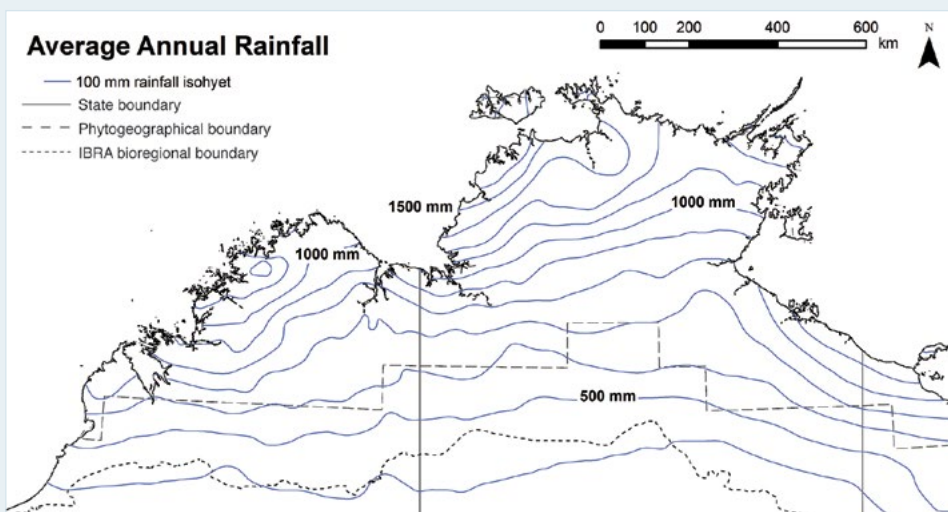 Average Annual Rainfall
100 mm rainfall isohyet
State boundary
Phytogeographical boundary
IBRA bioregional boundary
0 100 200 400 600
km
N
1500 mm
1000 mm
1000 mm
500 mm